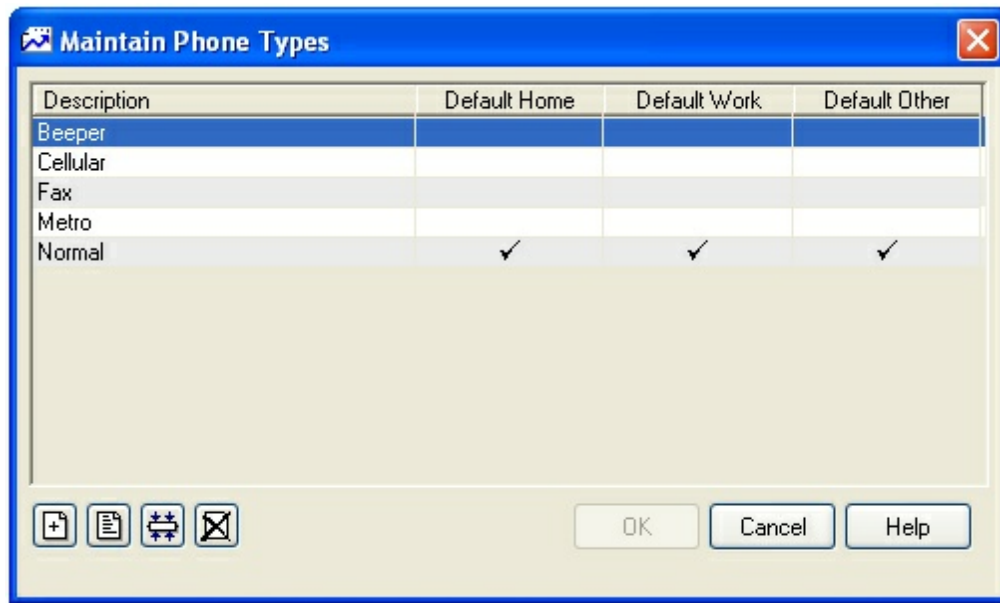 Maintain Phone Types
Description Default Home Default Work Default Other
Beeper
Cellular
Fax
Metro
Normal
OK Cancel Help